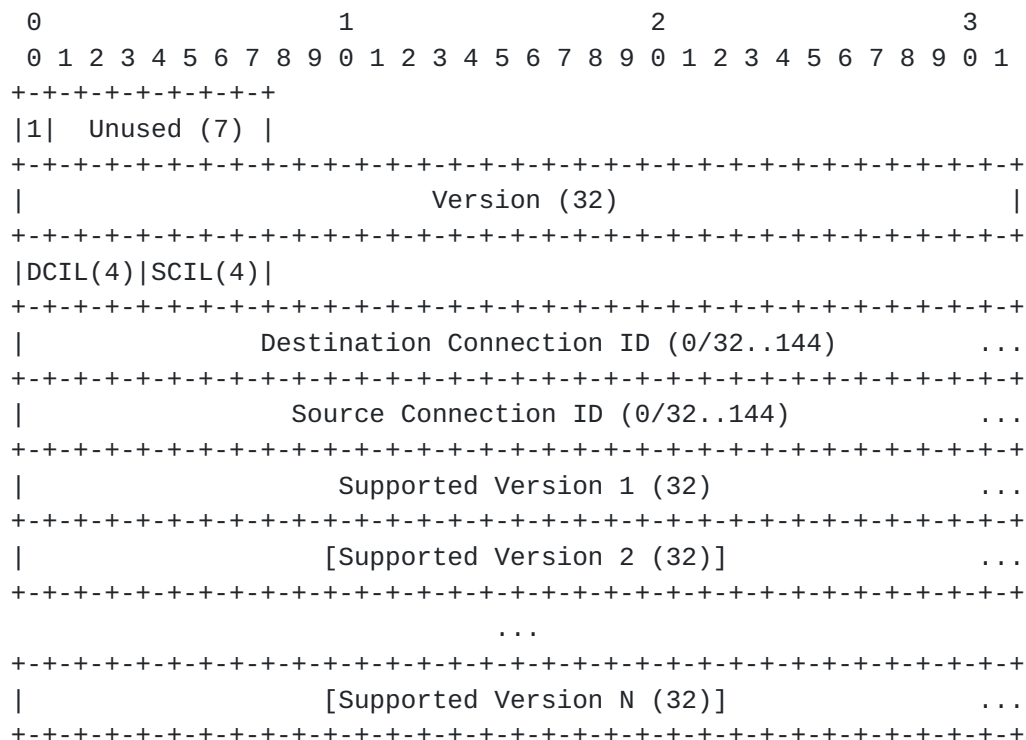 0                   1                   2                   3
 0 1 2 3 4 5 6 7 8 9 0 1 2 3 4 5 6 7 8 9 0 1 2 3 4 5 6 7 8 9 0 1
+-+-+-+-+-+-+-+-+
|1|  Unused (7) |
+-+-+-+-+-+-+-+-+-+-+-+-+-+-+-+-+-+-+-+-+-+-+-+-+-+-+-+-+-+-+-+-+
|                          Version (32)                         |
+-+-+-+-+-+-+-+-+-+-+-+-+-+-+-+-+-+-+-+-+-+-+-+-+-+-+-+-+-+-+-+-+
|DCIL(4)|SCIL(4)|
+-+-+-+-+-+-+-+-+-+-+-+-+-+-+-+-+-+-+-+-+-+-+-+-+-+-+-+-+-+-+-+-+
|               Destination Connection ID (0/32..144)         ...
+-+-+-+-+-+-+-+-+-+-+-+-+-+-+-+-+-+-+-+-+-+-+-+-+-+-+-+-+-+-+-+-+
|                 Source Connection ID (0/32..144)            ...
+-+-+-+-+-+-+-+-+-+-+-+-+-+-+-+-+-+-+-+-+-+-+-+-+-+-+-+-+-+-+-+-+
|                    Supported Version 1 (32)                 ...
+-+-+-+-+-+-+-+-+-+-+-+-+-+-+-+-+-+-+-+-+-+-+-+-+-+-+-+-+-+-+-+-+
|                   [Supported Version 2 (32)]                ...
+-+-+-+-+-+-+-+-+-+-+-+-+-+-+-+-+-+-+-+-+-+-+-+-+-+-+-+-+-+-+-+-+
                               ...
+-+-+-+-+-+-+-+-+-+-+-+-+-+-+-+-+-+-+-+-+-+-+-+-+-+-+-+-+-+-+-+-+
|                   [Supported Version N (32)]                ...
+-+-+-+-+-+-+-+-+-+-+-+-+-+-+-+-+-+-+-+-+-+-+-+-+-+-+-+-+-+-+-+-+